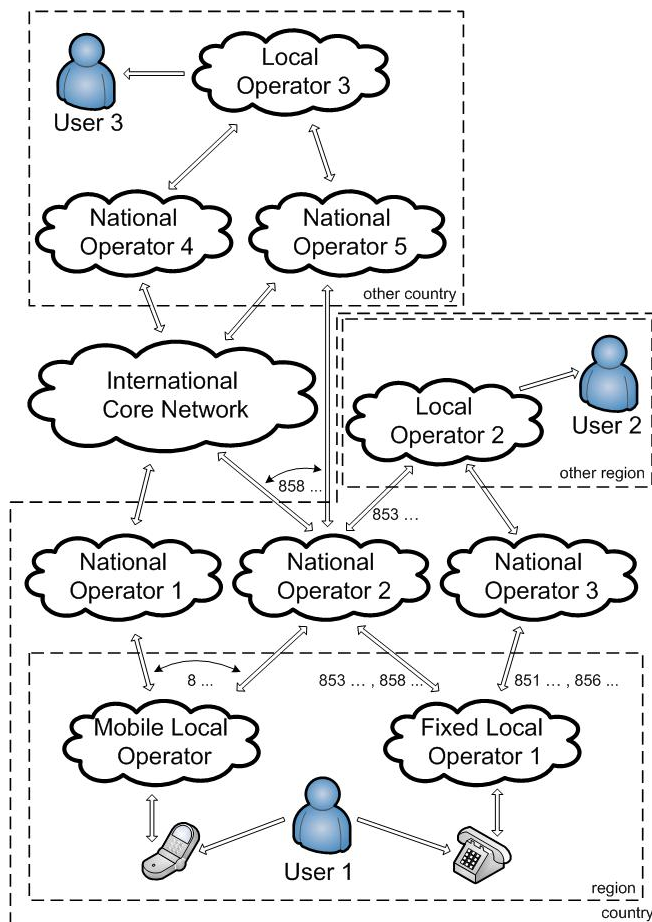 Local
Operator 3
User 3
National
Operator 4
National
Operator 5
other country
International
Core Network
Local
Operator 2
User 2
other region
858 ...
853 ...
National
Operator 1
National
Operator 2
National
Operator 3
8 ...
853 ... , 858 ...
851 ... , 856 ...
Mobile Local
Operator
Fixed Local
Operator 1
User 1
region
country